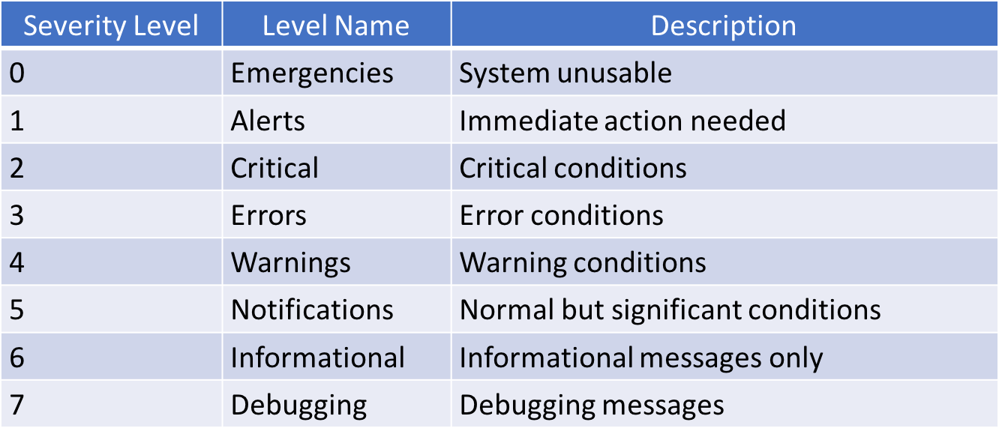 Severity Level Level Name Description
0 Emergencies System unusable
1 Alerts Immediate action needed
2 Critical Critical conditions
3 Errors Error conditions
4 Warnings Warning conditions
5 Notifications Normal but significant conditions
6 Informational Informational messages only
7 Debugging Debugging messages